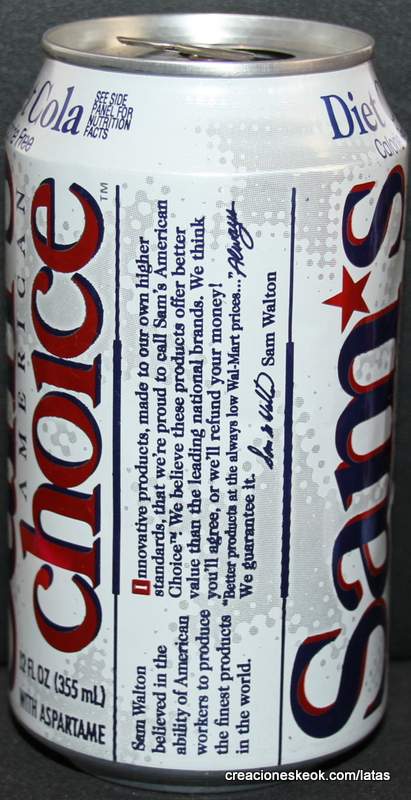 Cola
SEE SIDE
PANEL FOR
NUTRITION
FACTS
Free
Diet
AMERICAN
choice™
12 FL OZ (355 mL)
WITH ASPARTAME
Sam Walton
believed in the
ability of American
workers to produce
the finest products
in the world.
Innovative products, made to our own higher
standards, that we're proud to call Sam's American
Choice™! We believe these products offer better
value than the leading national brands. We think
you'll agree, or we'll refund your money!
"Better products at the always low Wal-Mart prices..." Always
We guarantee it. Sam Walton
Sam's
creacioneskeok.com/latas